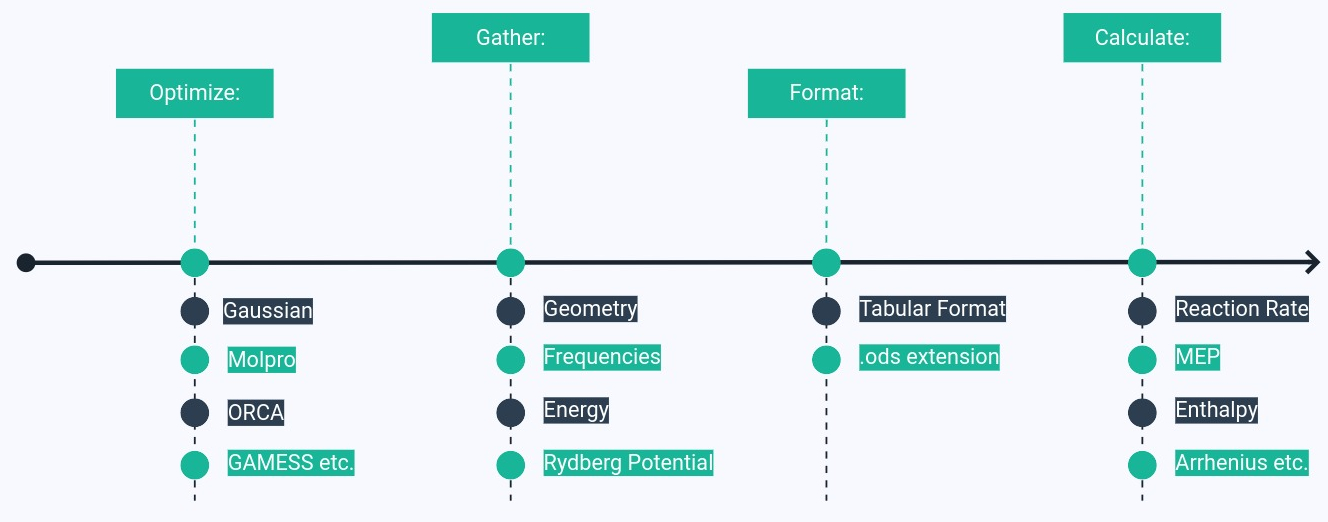 Optimize:
Gaussian
Molpro
ORCA
GAMESS etc.
Gather:
Geometry
Frequencies
Energy
Rydberg Potential
Format:
Tabular Format
.ods extension
Calculate:
Reaction Rate
MEP
Enthalpy
Arrhenius etc.